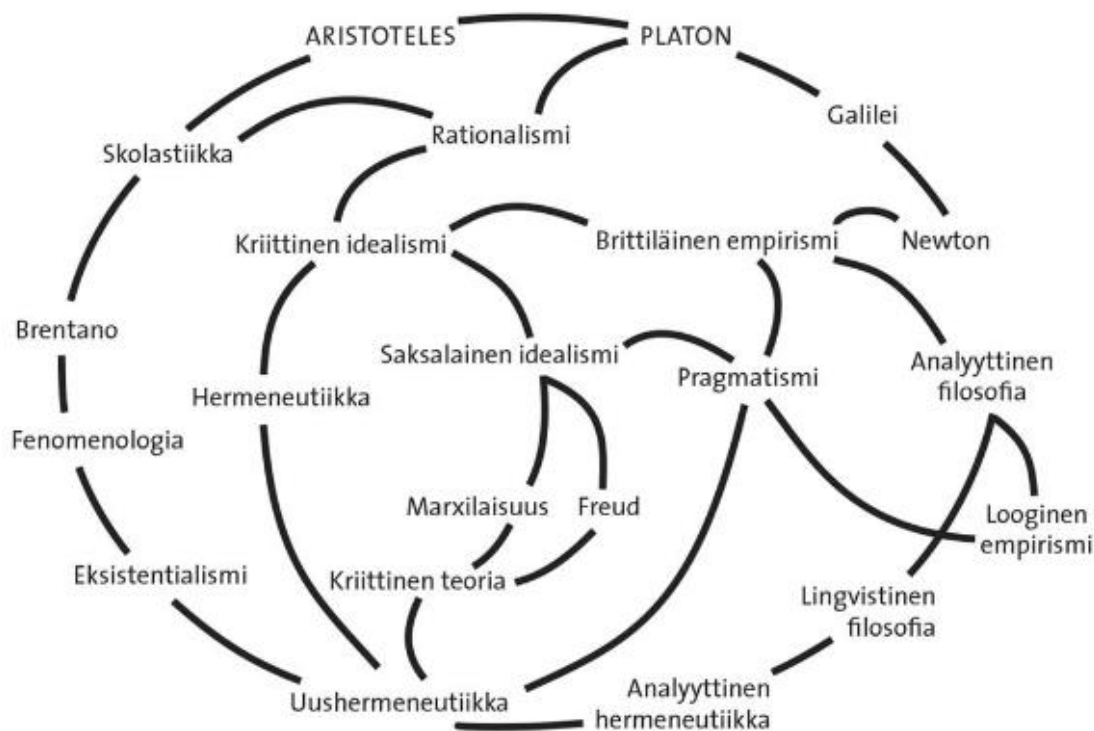 ARISTOTELES
PLATON
Galilei
Rationalismi
Skolastiikka
Kriittinen idealismi
Brittiläinen empirismi
Newton
Brentano
Saksalainen idealismi
Pragmatismi
Analyyttinen
filosofia
Hermeneutiikka
Fenomenologia
Marxilaisuus
Freud
Looginen
empirismi
Eksistentialismi
Kriittinen teoria
Lingvistinen
filosofia
Uushermeneutiikka
Analyyttinen
hermeneutiikka